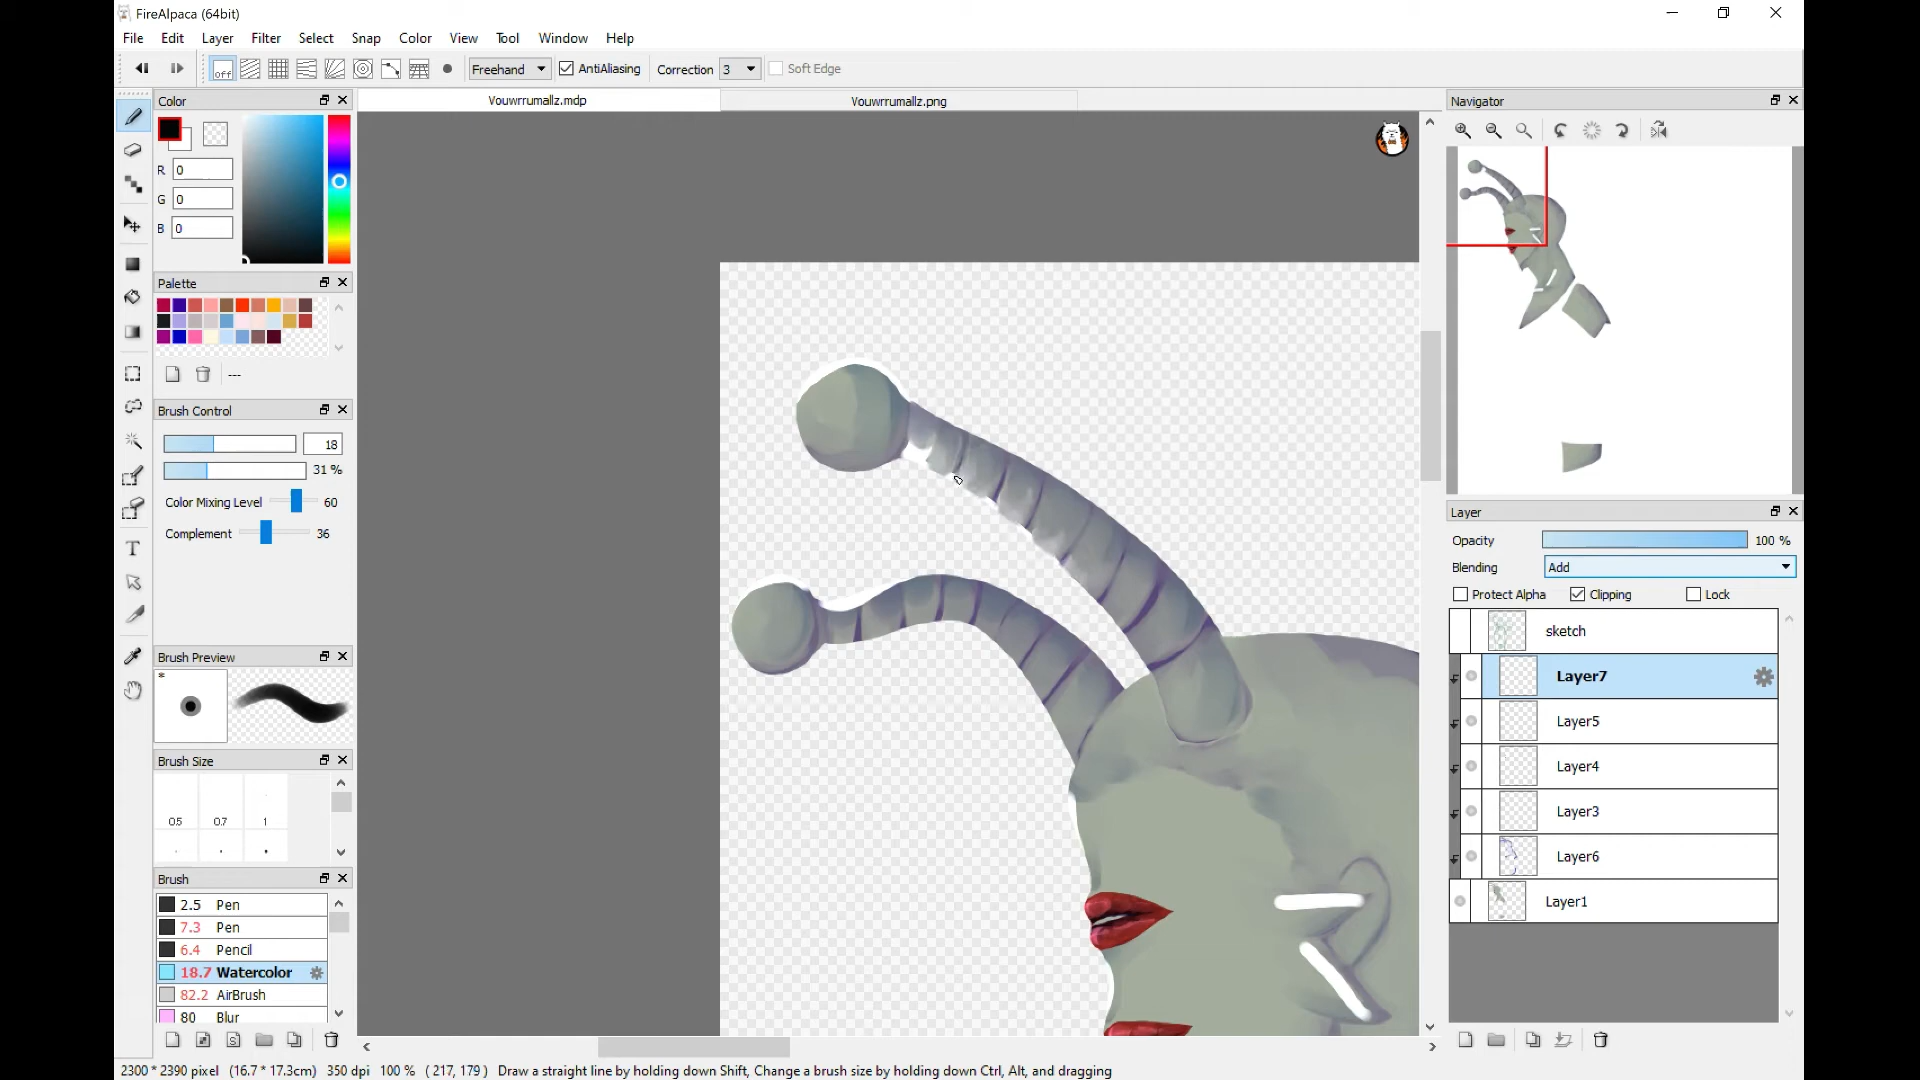 FireAlpaca (64bit)
File Edit Layer Filter Select Snap Color View Tool Window Help
off Freehand AntiAliasing Correction 3 Soft Edge
Color
Vouwrrumallz.mdp Vouwrrumallz.png
Navigator
R 0
G 0
B 0
Palette
---
Brush Control
18
31 %
Color Mixing Level 60
Complement 36
Brush Preview
*
Brush Size
0.5 0.7 1
Brush
2.5 Pen
7.3 Pen
6.4 Pencil
18.7 Watercolor
82.2 AirBrush
80 Blur
Layer
Opacity 100 %
Blending Add
Protect Alpha Clipping Lock
sketch
Layer7
Layer5
Layer4
Layer3
Layer6
Layer1
T
2300 * 2390 pixel (16.7 * 17.3cm) 350 dpi 100 % ( 217, 179 ) Draw a straight line by holding down Shift, Change a brush size by holding down Ctrl, Alt, and dragging